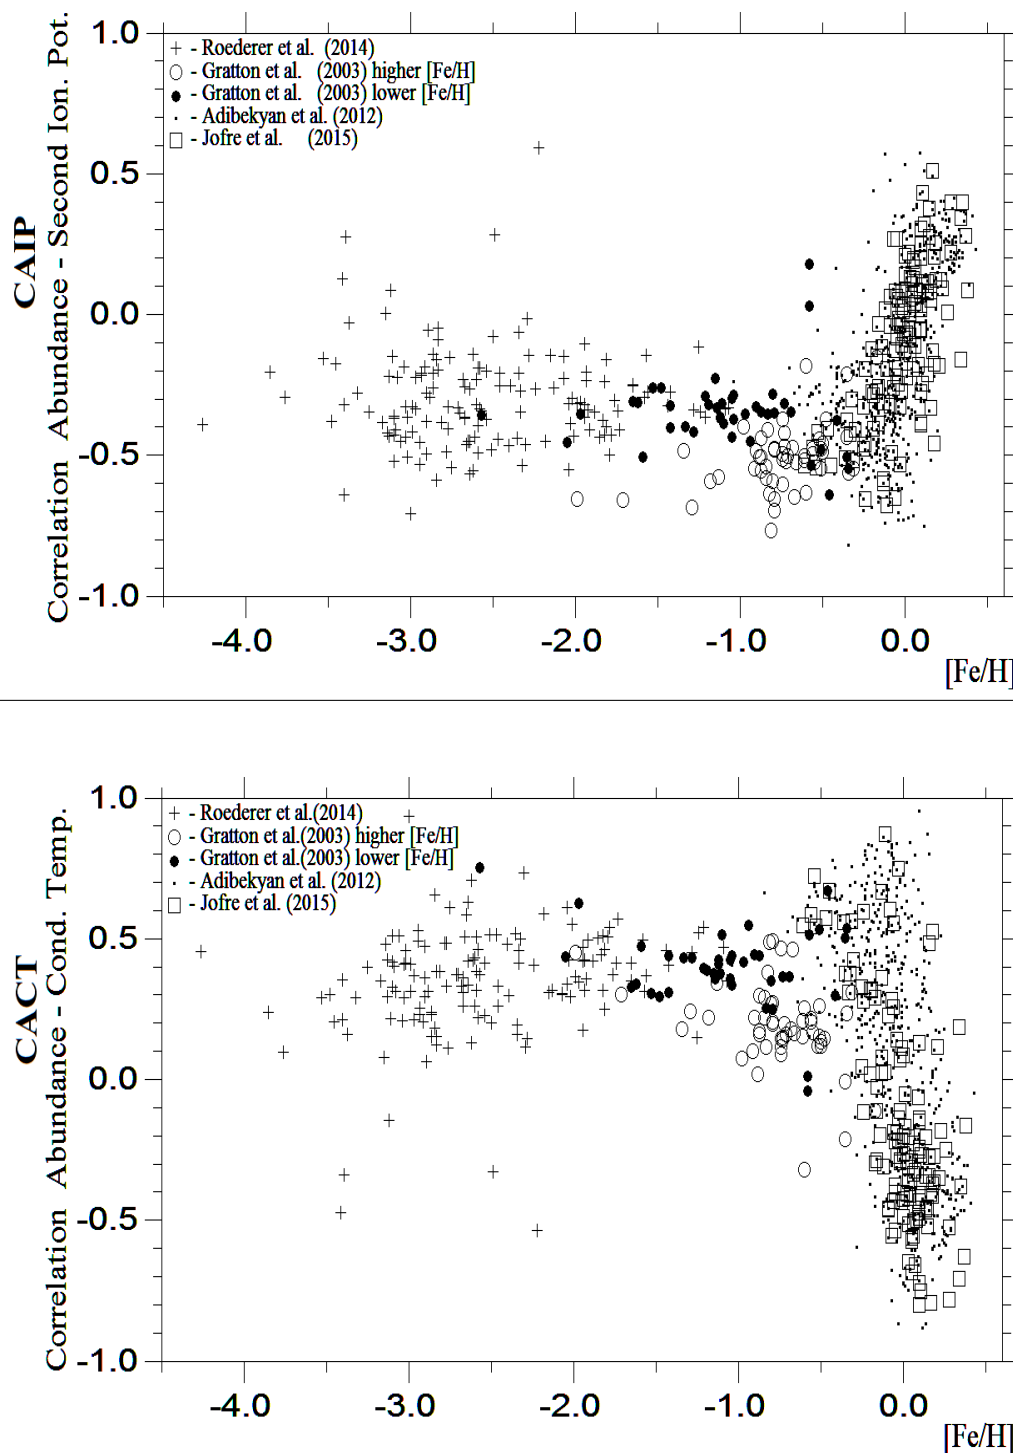 CAIP
Correlation Abundance - Second Ion. Pot.
1.0
0.5
0.0
-0.5
-1.0
+ - Roederer et al. (2014)
○ - Gratton et al. (2003) higher [Fe/H]
● - Gratton et al. (2003) lower [Fe/H]
· - Adibekyan et al. (2012)
□ - Jofre et al. (2015)
-4.0 -3.0 -2.0 -1.0 0.0
[Fe/H]
CACT
Correlation Abundance - Cond. Temp.
1.0
0.5
0.0
-0.5
-1.0
+ - Roederer et al.(2014)
○ - Gratton et al.(2003) higher [Fe/H]
● - Gratton et al.(2003) lower [Fe/H]
· - Adibekyan et al. (2012)
□ - Jofre et al. (2015)
-4.0 -3.0 -2.0 -1.0 0.0
[Fe/H]